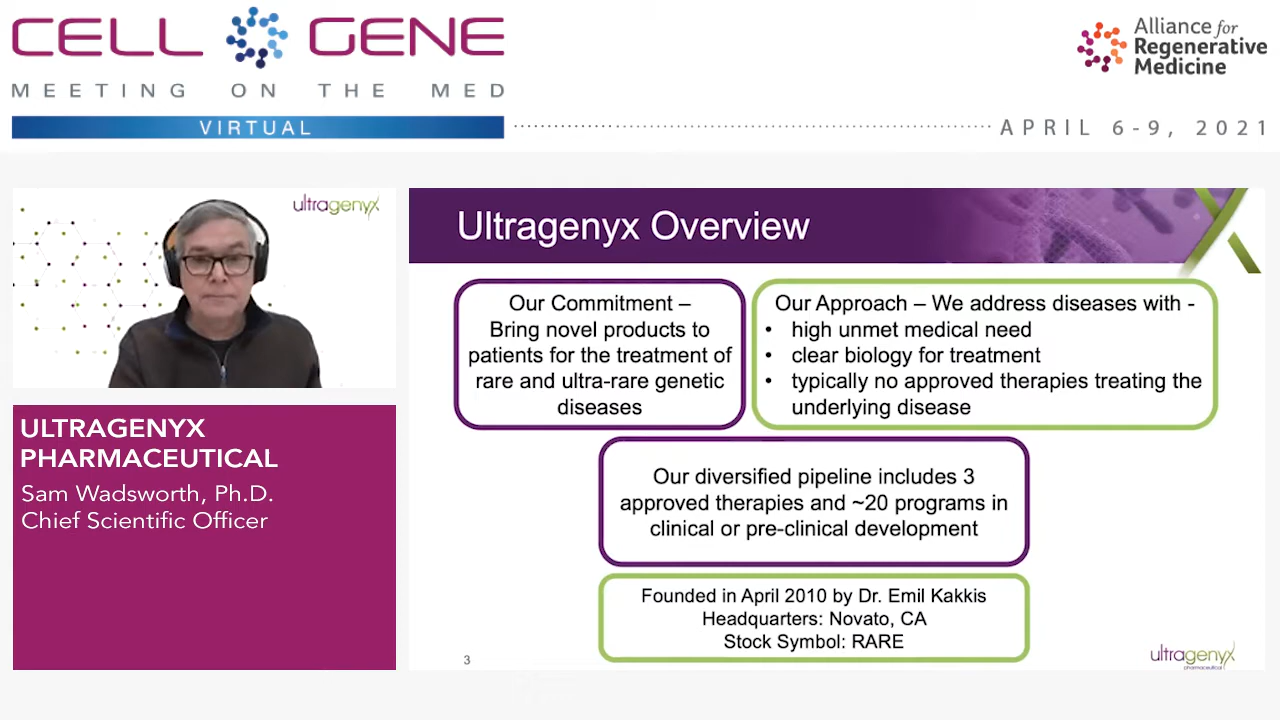 CELL GENE
MEETING ON THE MED
VIRTUAL
Alliance for
Regenerative
Medicine
APRIL 6-9, 2021
ultragenyx
ULTRAGENYX
PHARMACEUTICAL
Sam Wadsworth, Ph.D.
Chief Scientific Officer
Ultragenyx Overview
Our Commitment –
Bring novel products to
patients for the treatment of
rare and ultra-rare genetic
diseases
Our Approach – We address diseases with -
• high unmet medical need
• clear biology for treatment
• typically no approved therapies treating the
underlying disease
Our diversified pipeline includes 3
approved therapies and ~20 programs in
clinical or pre-clinical development
Founded in April 2010 by Dr. Emil Kakkis
Headquarters: Novato, CA
Stock Symbol: RARE
3
ultragenyx
pharmaceutical